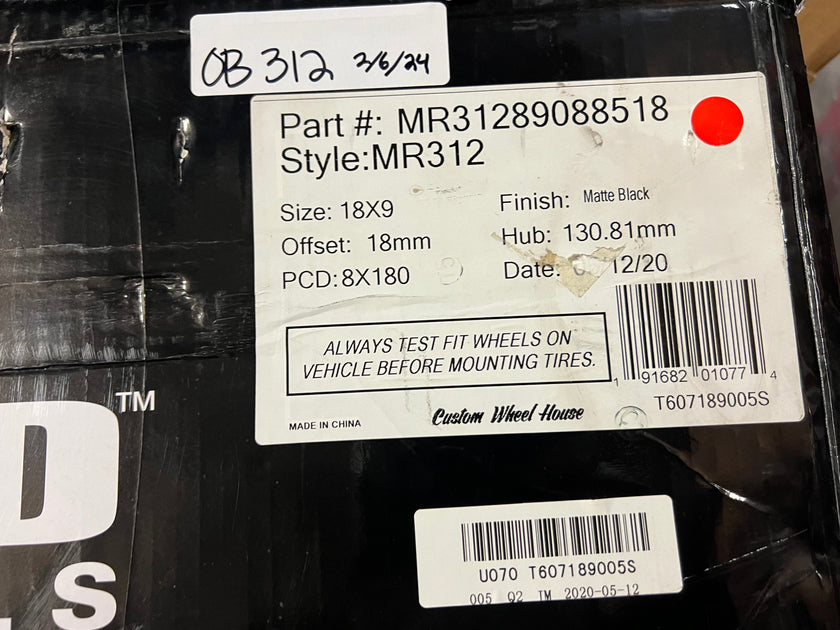 OB 312 2/6/24
Part #: MR31289088518
Style:MR312
Size: 18X9
Finish: Matte Black
Offset: 18mm
Hub: 130.81mm
PCD:8X180
Date: 12/20
ALWAYS TEST FIT WHEELS ON
VEHICLE BEFORE MOUNTING TIRES.
1 91682 01077 4
T607189005S
MADE IN CHINA
Custom Wheel House
TM
D
LS
U070 T607189005S
005 Q2 TM 2020-05-12